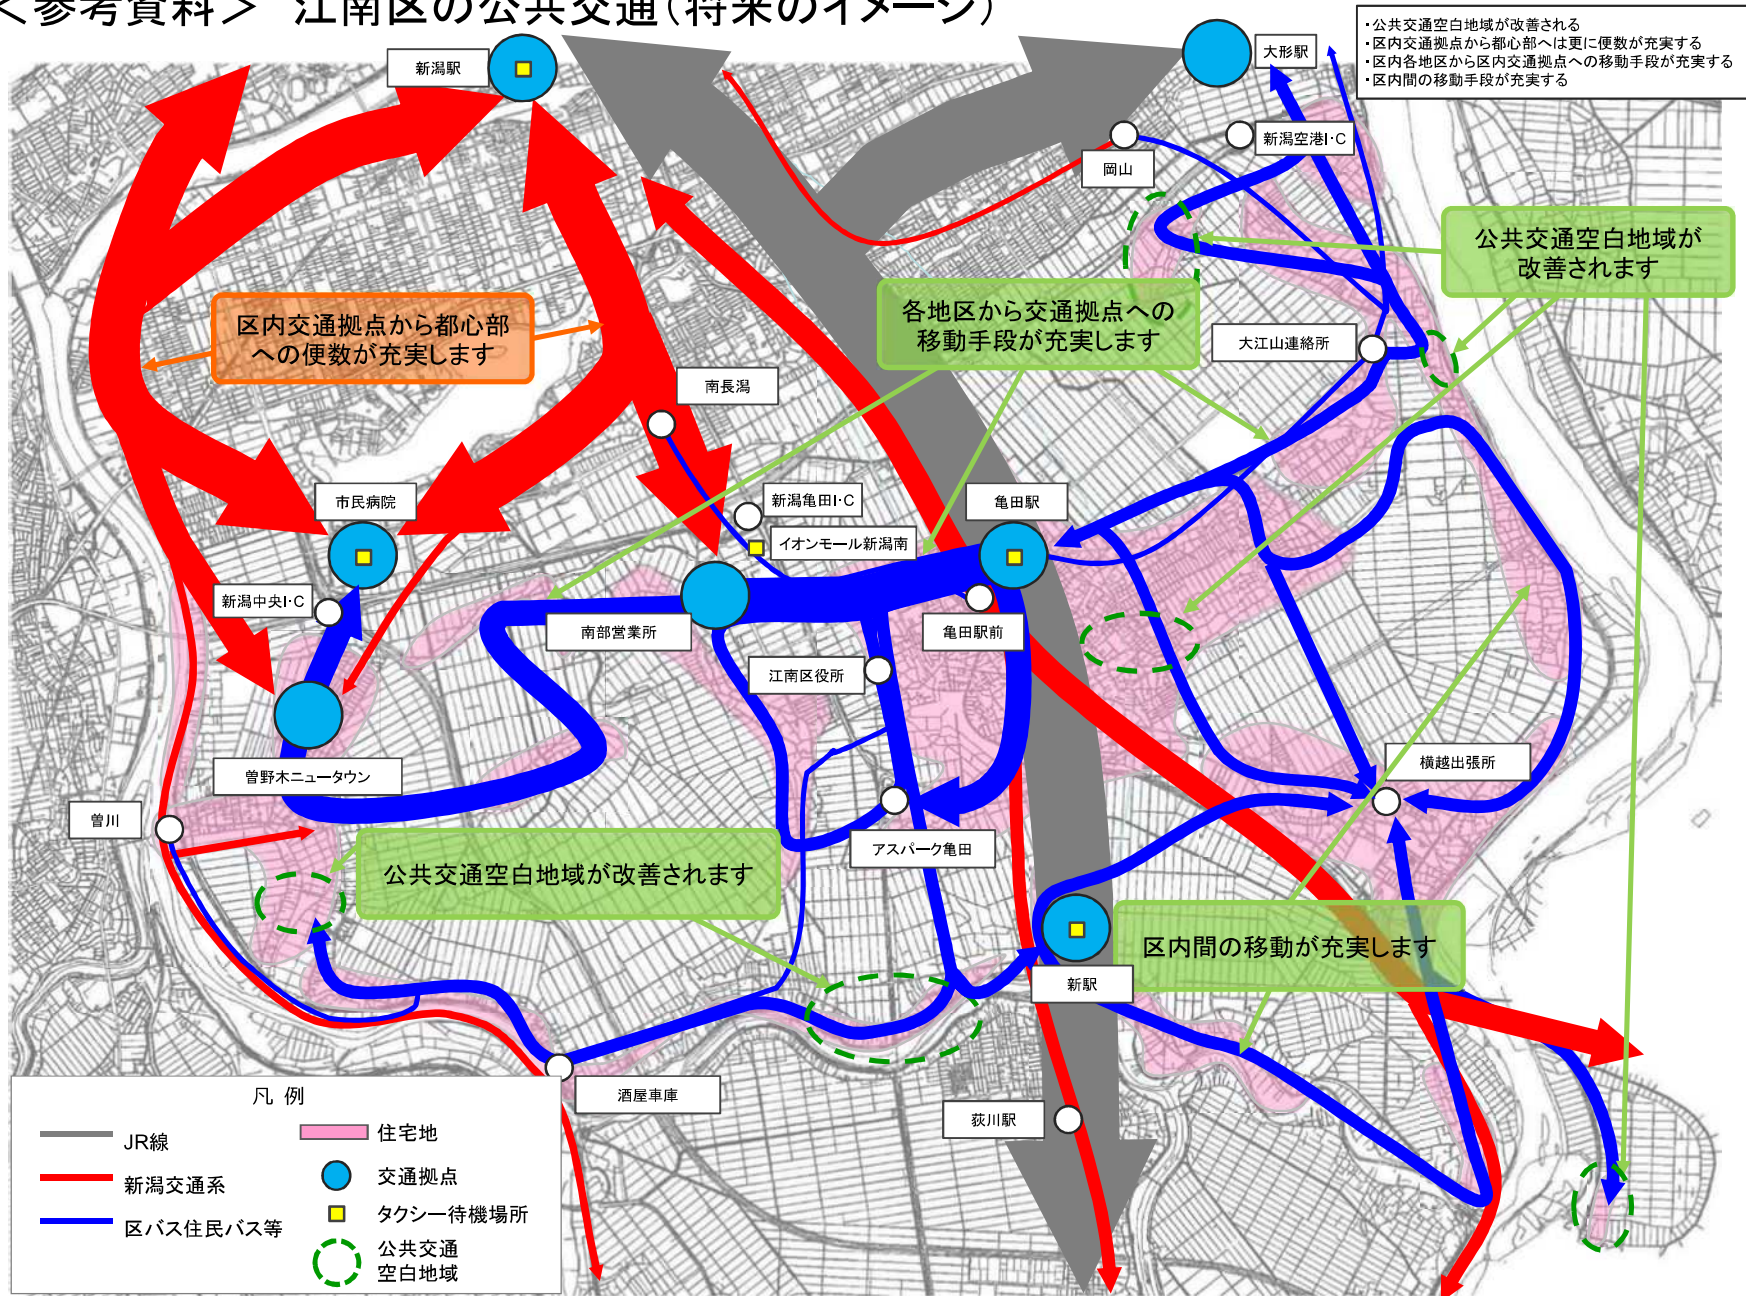 ＜参考資料＞ 江南区の公共交通（将来のイメージ）
・公共交通空白地域が改善される
・区内交通拠点から都心部へは更に便数が充実する
・区内各地区から区内交通拠点への移動手段が充実する
・区内間の移動手段が充実する
新潟駅
大形駅
新潟空港I・C
岡山
公共交通空白地域が
改善されます
区内交通拠点から都心部
への便数が充実します
各地区から交通拠点への
移動手段が充実します
大江山連絡所
南長潟
市民病院
新潟亀田I・C
亀田駅
イオンモール新潟南
新潟中央I・C
南部営業所
亀田駅前
江南区役所
曽野木ニュータウン
横越出張所
曽川
アスパーク亀田
公共交通空白地域が改善されます
区内間の移動が充実します
新駅
酒屋車庫
荻川駅
凡 例
JR線
新潟交通系
区バス住民バス等
住宅地
交通拠点
タクシー待機場所
公共交通
空白地域